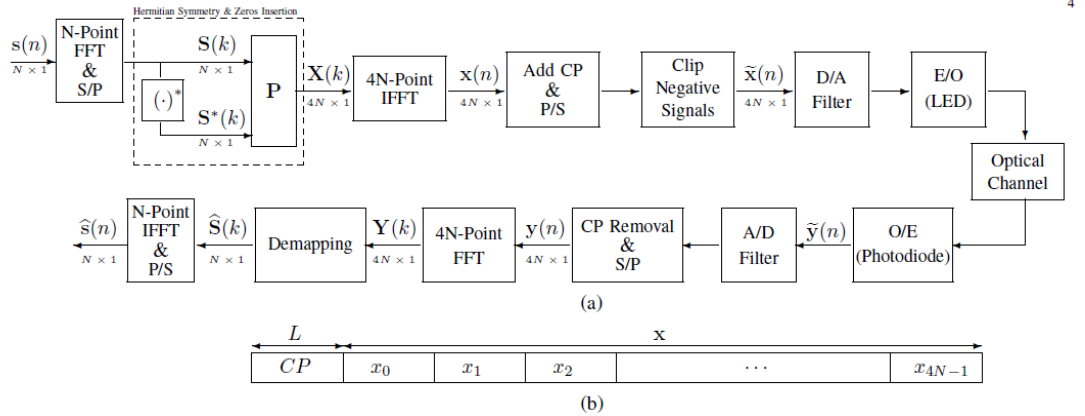 4
Hermitian Symmetry & Zeros Insertion
s(n)
N × 1
N-Point
FFT
&
S/P
S(k)
N × 1
(·)*
S*(k)
N × 1
P
X(k)
4N × 1
4N-Point
IFFT
x(n)
4N × 1
Add CP
&
P/S
Clip
Negative
Signals
x̃(n)
4N × 1
D/A
Filter
E/O
(LED)
Optical
Channel
ŝ(n)
N × 1
N-Point
IFFT
&
P/S
Ŝ(k)
N × 1
Demapping
Y(k)
4N × 1
4N-Point
FFT
y(n)
4N × 1
CP Removal
&
S/P
A/D
Filter
ỹ(n)
O/E
(Photodiode)
(a)
L
x
CP
x₀
x₁
x₂
···
x₄N₋₁
(b)